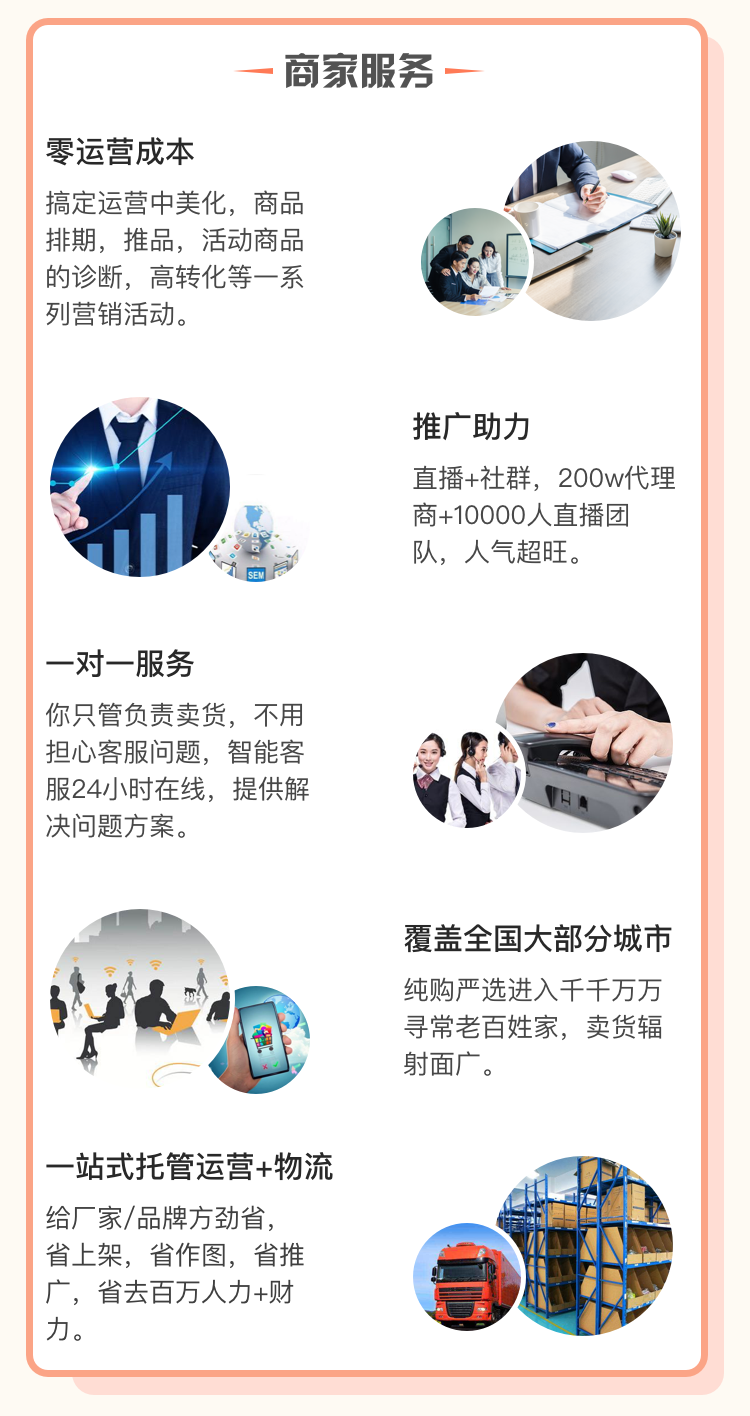 商家服务
零运营成本
搞定运营中美化，商品
排期，推品，活动商品
的诊断，高转化等一系
列营销活动。
推广助力
直播+社群，200w代理
商+10000人直播团
队，人气超旺。
SEM
一对一服务
你只管负责卖货，不用
担心客服问题，智能客
服24小时在线，提供解
决问题方案。
覆盖全国大部分城市
纯购严选进入千千万万
寻常老百姓家，卖货辐
射面广。
一站式托管运营+物流
给厂家/品牌方劲省，
省上架，省作图，省推
广，省去百万人力+财
力。